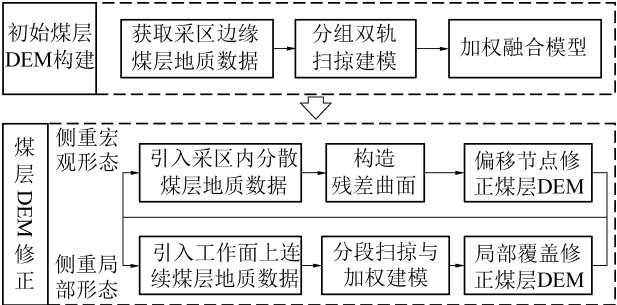 初始煤层
DEM构建
获取采区边缘
煤层地质数据
分组双轨
扫掠建模
加权融合模型
煤层DEM修正
侧重宏
观形态
引入采区内分散
煤层地质数据
构造
残差曲面
偏移节点修
正煤层DEM
侧重局
部形态
引入工作面上连
续煤层地质数据
分段扫掠与
加权建模
局部覆盖修
正煤层DEM